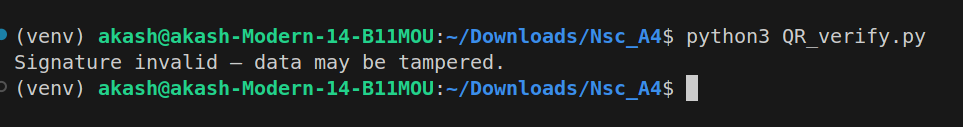 (venv) akash@akash-Modern-14-B11MOU:~/Downloads/Nsc_A4$ python3 QR_verify.py
Signature invalid — data may be tampered.
(venv) akash@akash-Modern-14-B11MOU:~/Downloads/Nsc_A4$